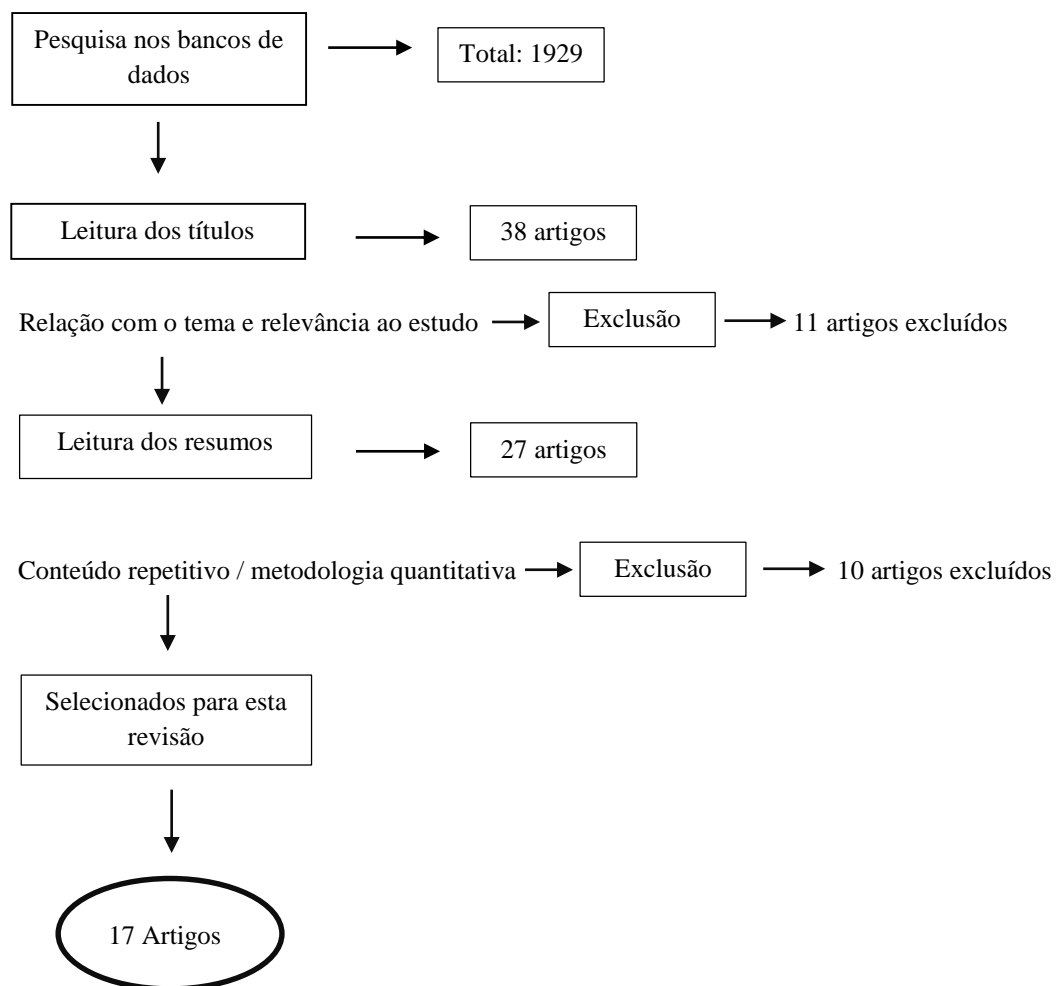 Pesquisa nos bancos de
dados
Total: 1929
Leitura dos títulos
38 artigos
Relação com o tema e relevância ao estudo
Exclusão
11 artigos excluídos
Leitura dos resumos
27 artigos
Conteúdo repetitivo / metodologia quantitativa
Exclusão
10 artigos excluídos
Selecionados para esta
revisão
17 Artigos